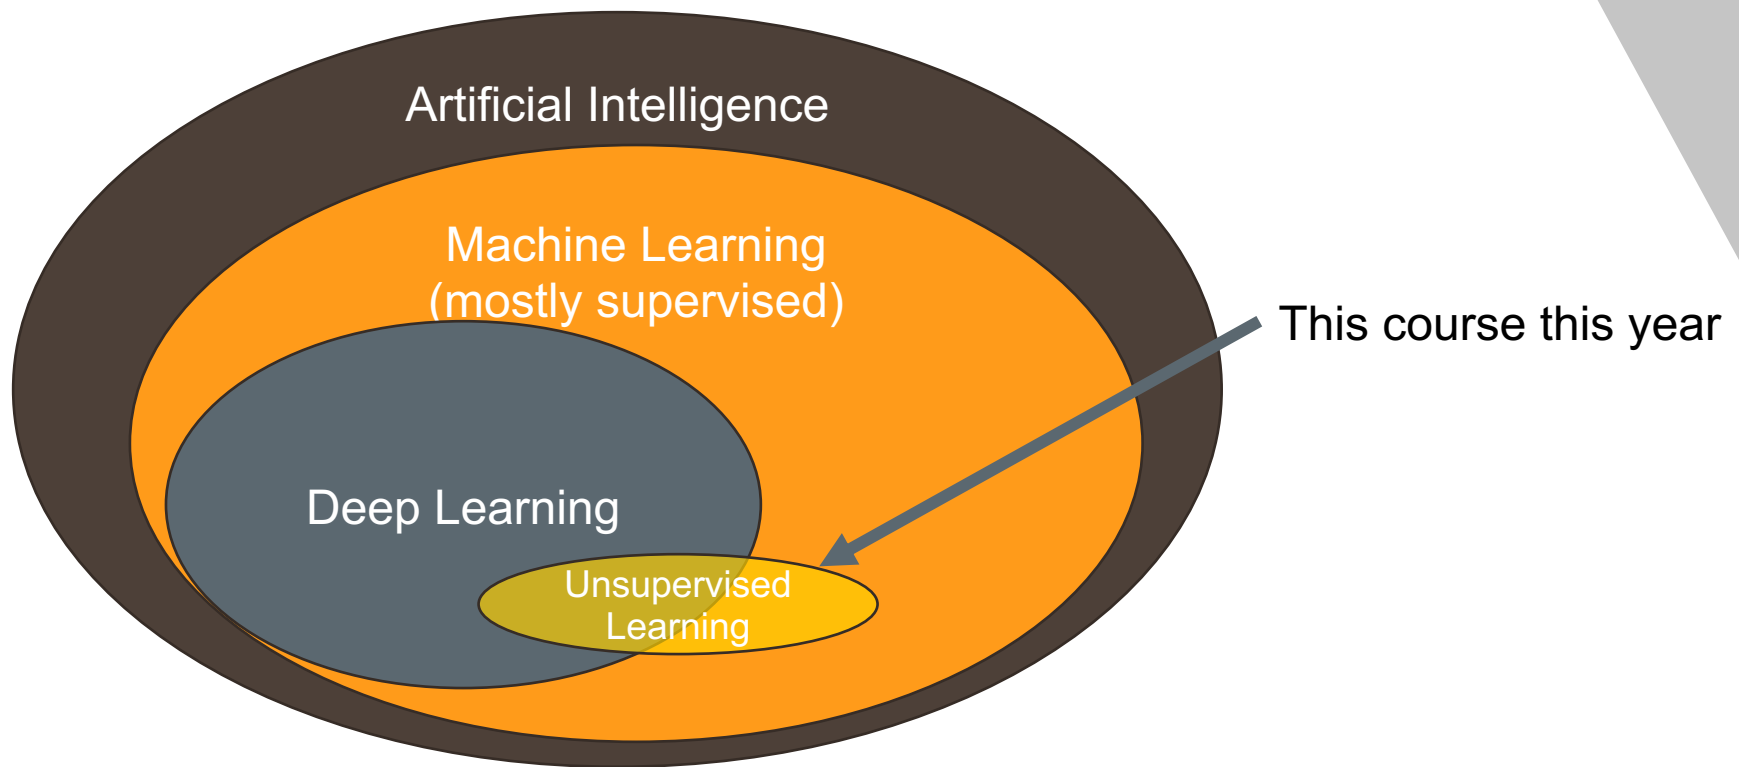 Artificial Intelligence
Machine Learning
(mostly supervised)
This course this year
Deep Learning
Unsupervised
Learning